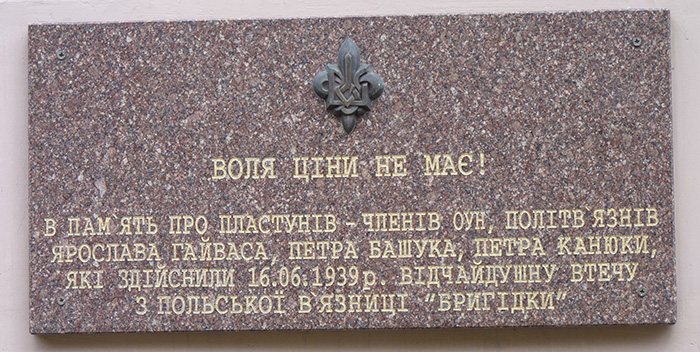 ВОЛЯ ЦІНИ НЕ МАЄ!
В ПАМ`ЯТЬ ПРО ПЛАСТУНІВ – ЧЛЕНІВ ОУН, ПОЛІТВ`ЯЗНІВ
ЯРОСЛАВА ГАЙВАСА, ПЕТРА БАШУКА, ПЕТРА КАНЮКИ,
ЯКІ ЗДІЙСНИЛИ 16.06.1939р. ВІДЧАЙДУШНУ ВТЕЧУ
З ПОЛЬСЬКОЇ В`ЯЗНИЦІ "БРИГІДКИ"